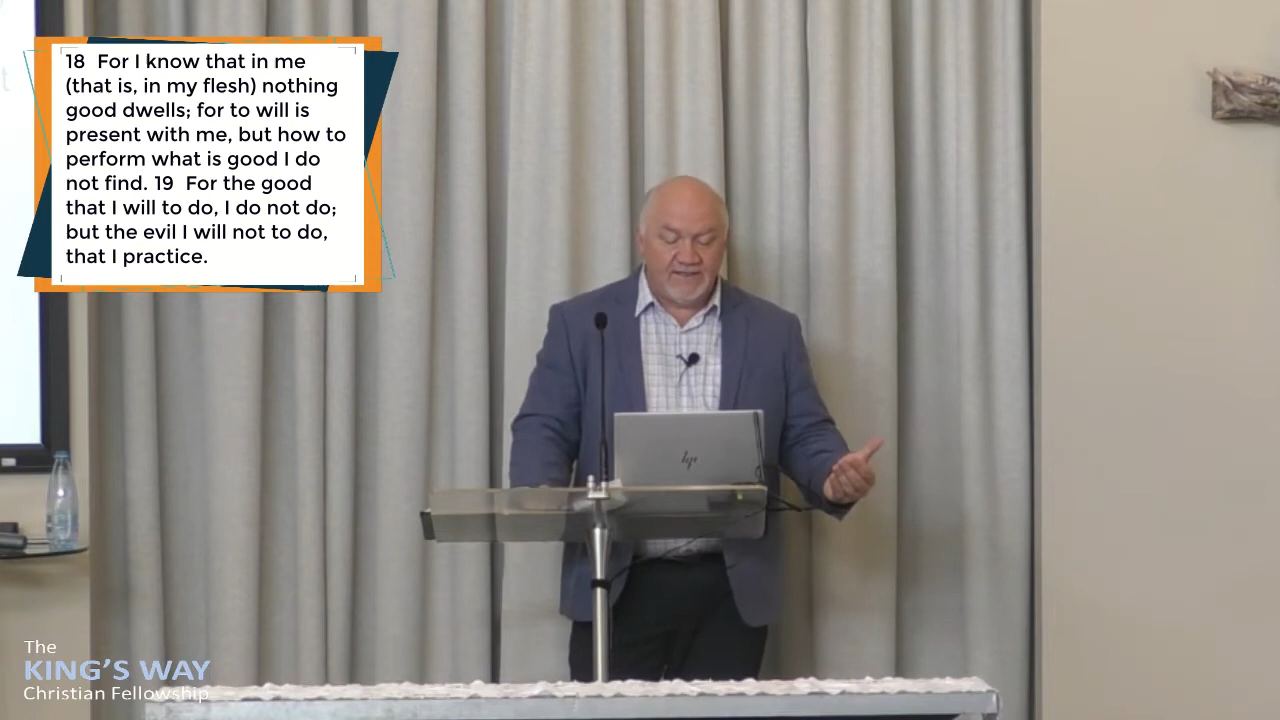 18 For I know that in me
(that is, in my flesh) nothing
good dwells; for to will is
present with me, but how to
perform what is good I do
not find. 19 For the good
that I will to do, I do not do;
but the evil I will not to do,
that I practice.
hp
The
KING'S WAY
Christian Fellowship